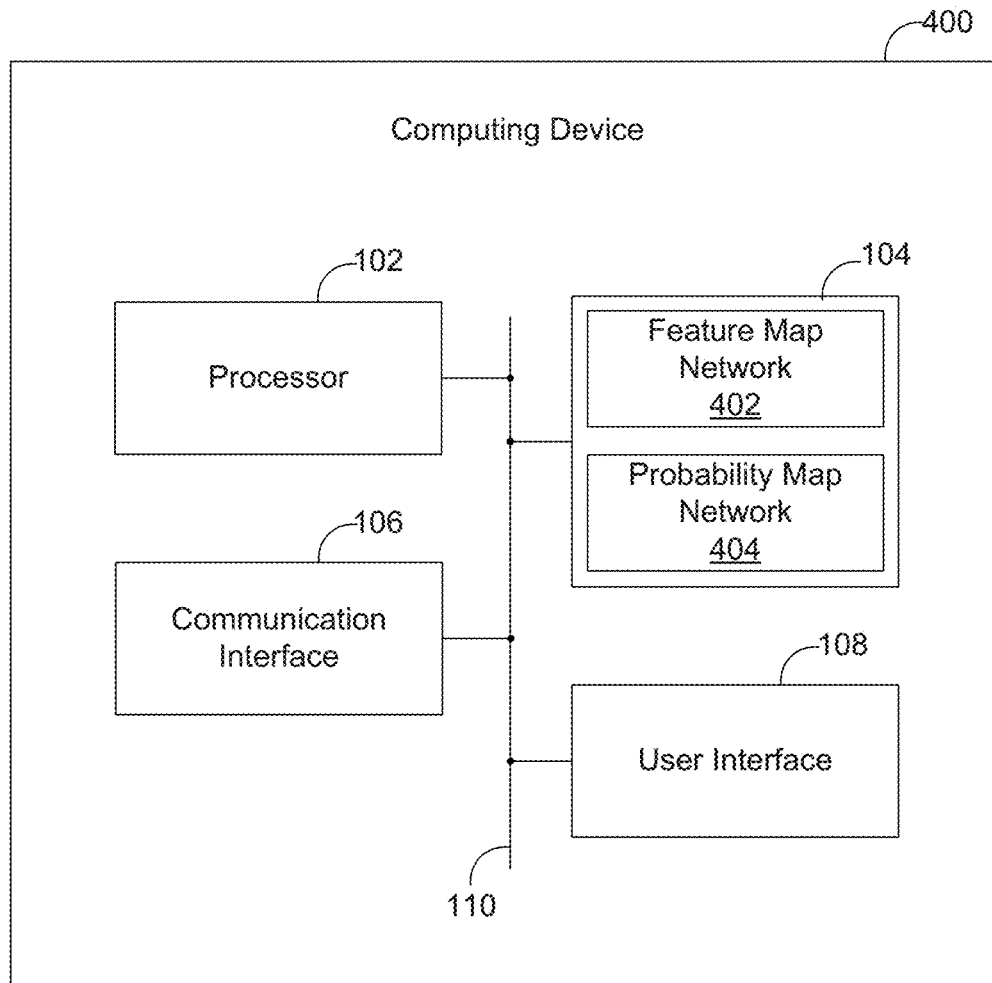 400
Computing Device
102
104
Processor
Feature Map
Network
402
Probability Map
Network
404
106
Communication
Interface
108
User Interface
110